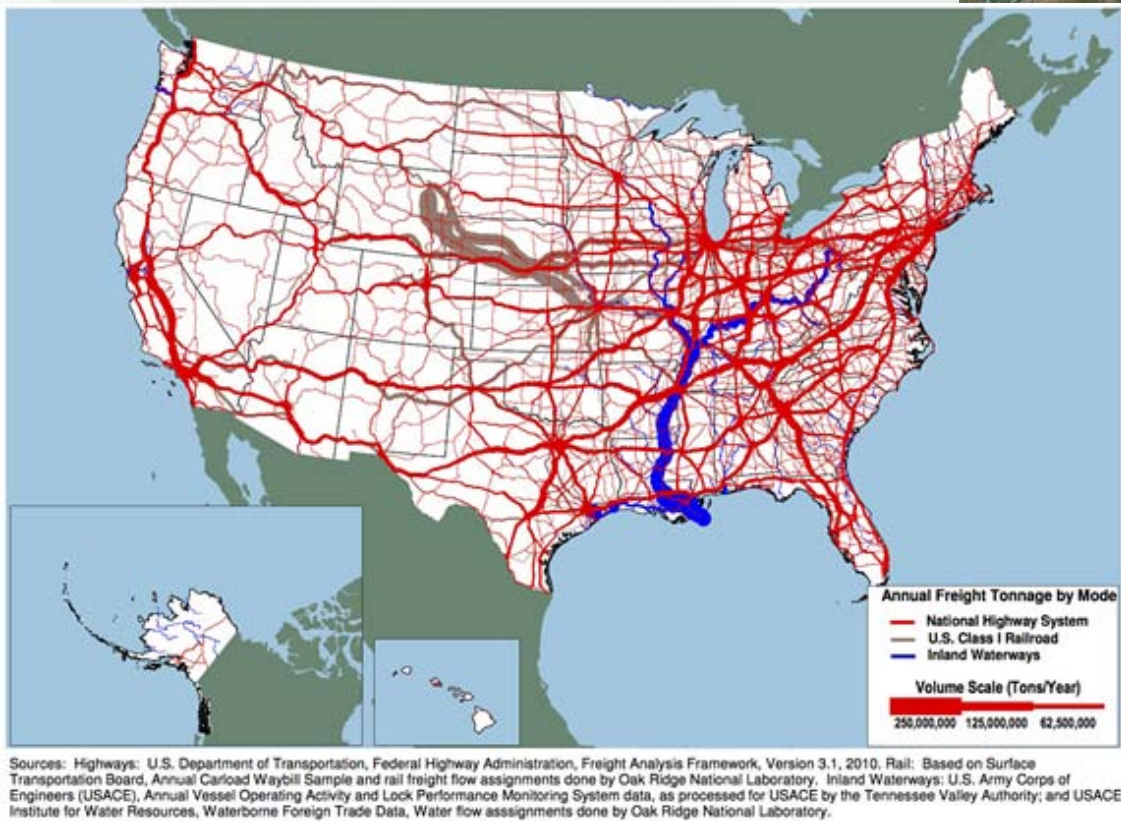 Annual Freight Tonnage by Mode
National Highway System
U.S. Class I Railroad
Inland Waterways
Volume Scale (Tons/Year)
250,000,000 125,000,000 62,500,000
Sources: Highways: U.S. Department of Transportation, Federal Highway Administration, Freight Analysis Framework, Version 3.1, 2010. Rail: Based on Surface
Transportation Board, Annual Carload Waybill Sample and rail freight flow assignments done by Oak Ridge National Laboratory. Inland Waterways: U.S. Army Corps of
Engineers (USACE), Annual Vessel Operating Activity and Lock Performance Monitoring System data, as processed for USACE by the Tennessee Valley Authority; and USACE
Institute for Water Resources, Waterborne Foreign Trade Data, Water flow asssignments done by Oak Ridge National Laboratory.